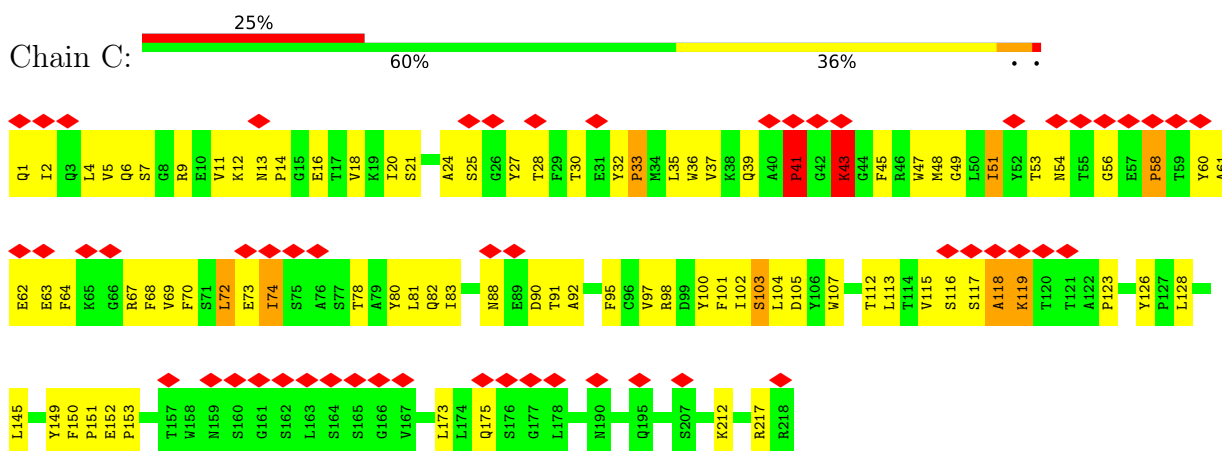 25%
Chain C:
60% 36% . .
Q1 I2 Q3 L4 V5 Q6 S7 G8 R9 E10 V11 K12 N13 P14 G15 E16 T17 V18 K19 I20 S21 A24 S25 G26 Y27 T28 F29 T30 E31 Y32 P33 M34 L35 W36 V37 K38 Q39 A40 P41 G42 K43 G44 F45 R46 W47 M48 G49 L50 I51 Y52 T53 N54 T55 G56 E57 P58 T59 Y60 A61
E62 E63 F64 K65 G66 R67 F68 V69 F70 S71 L72 E73 I74 S75 A76 S77 T78 A79 Y80 L81 Q82 I83 N88 E89 D90 T91 A92 F95 C96 V97 R98 D99 Y100 F101 I102 S103 L104 D105 Y106 W107 T112 L113 T114 V115 S116 S117 A118 K119 T120 T121 A122 P123 Y126 P127 L128
L145 Y149 F150 P151 E152 P153 T157 W158 N159 S160 G161 S162 L163 S164 S165 G166 V167 L173 L174 Q175 S176 G177 L178 N190 Q195 S207 K212 R217 R218